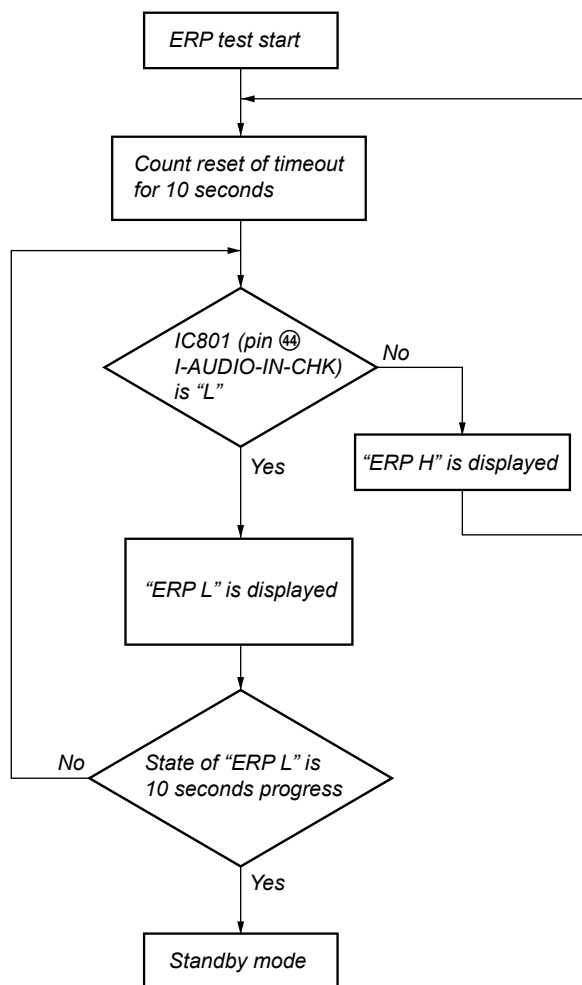 ERP test start
Count reset of timeout
for 10 seconds
IC801 (pin ㊹
I-AUDIO-IN-CHK)
is “L”
No
Yes
“ERP H” is displayed
“ERP L” is displayed
No
State of “ERP L” is
10 seconds progress
Yes
Standby mode